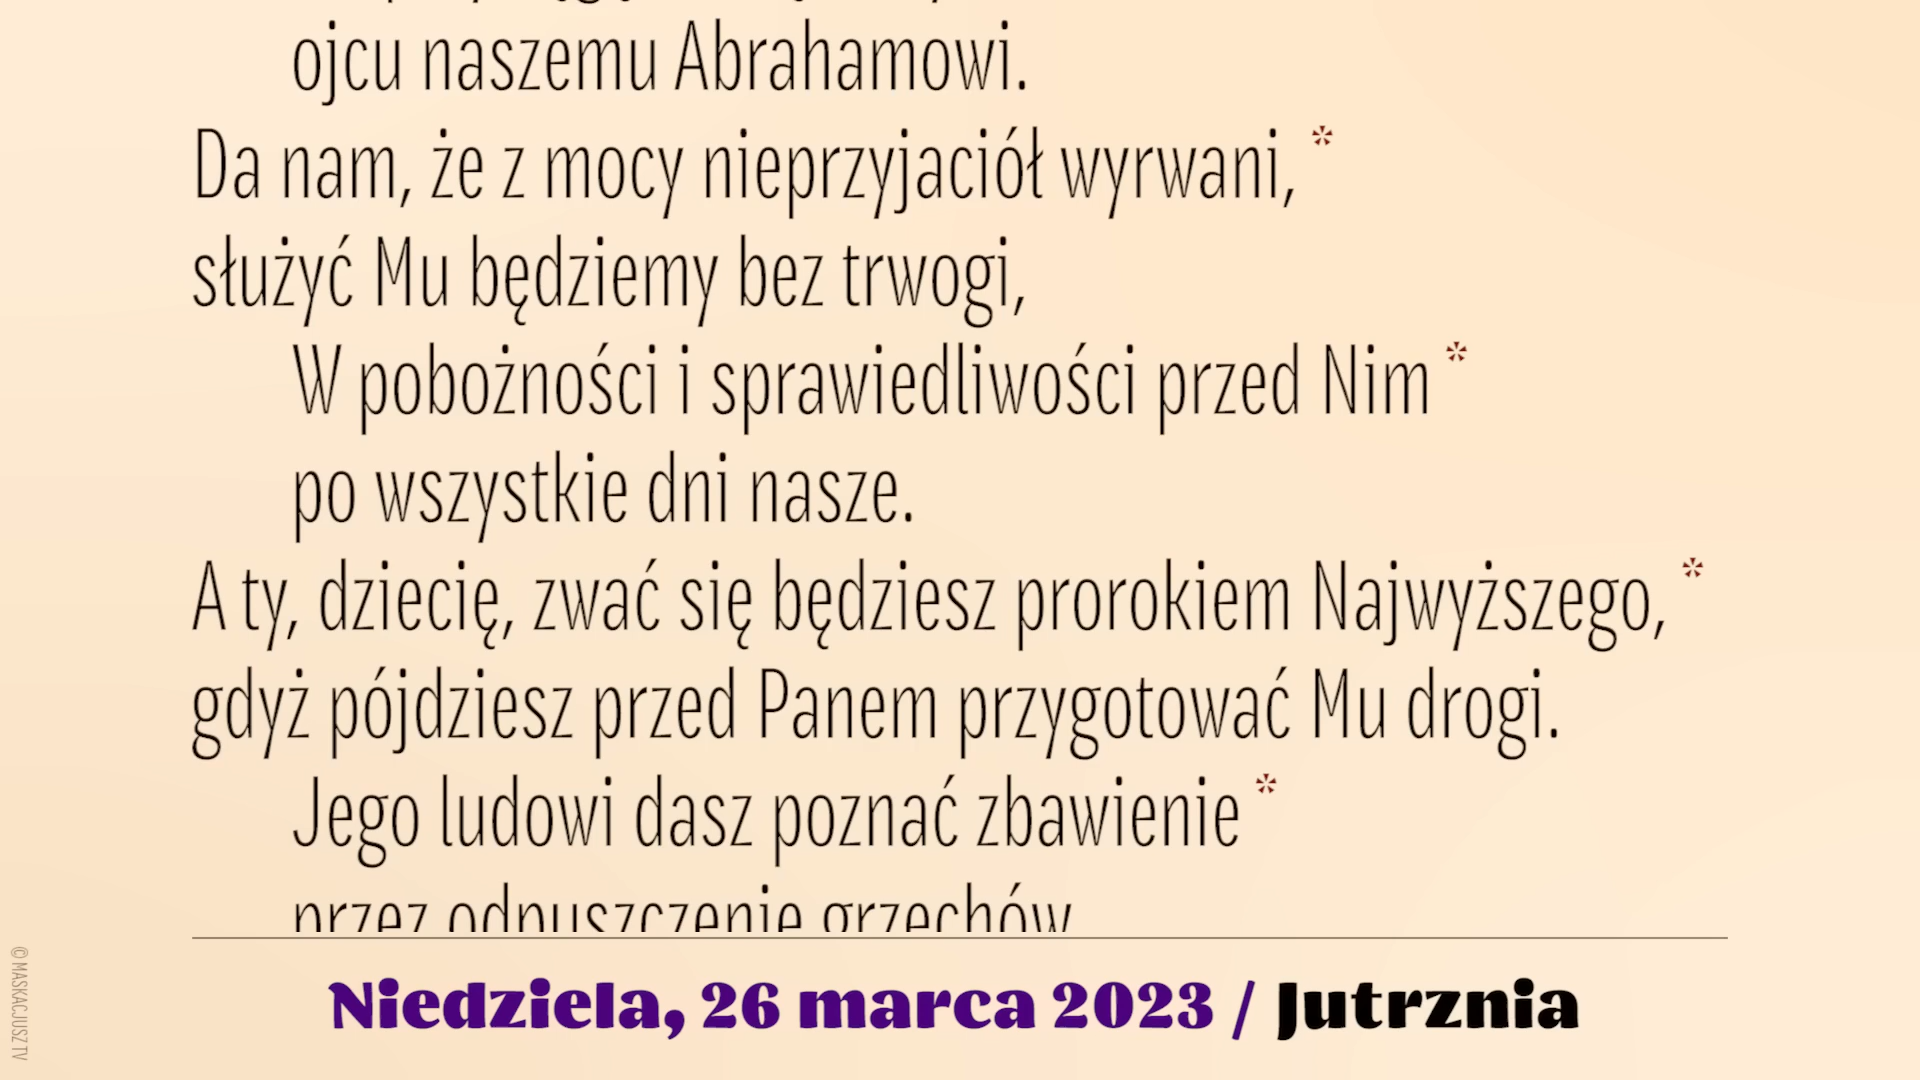 ojcu naszemu Abrahamowi.
Da nam, że z mocy nieprzyjaciół wyrwani, *
służyć Mu będziemy bez trwogi,
W pobożności i sprawiedliwości przed Nim *
po wszystkie dni nasze.
A ty, dziecię, zwać się będziesz prorokiem Najwyższego, *
gdyż pójdziesz przed Panem przygotować Mu drogi.
Jego ludowi dasz poznać zbawienie *
przez odpuszczenie grzechów
Niedziela, 26 marca 2023 / Jutrznia
© MASKACJUSZ TV